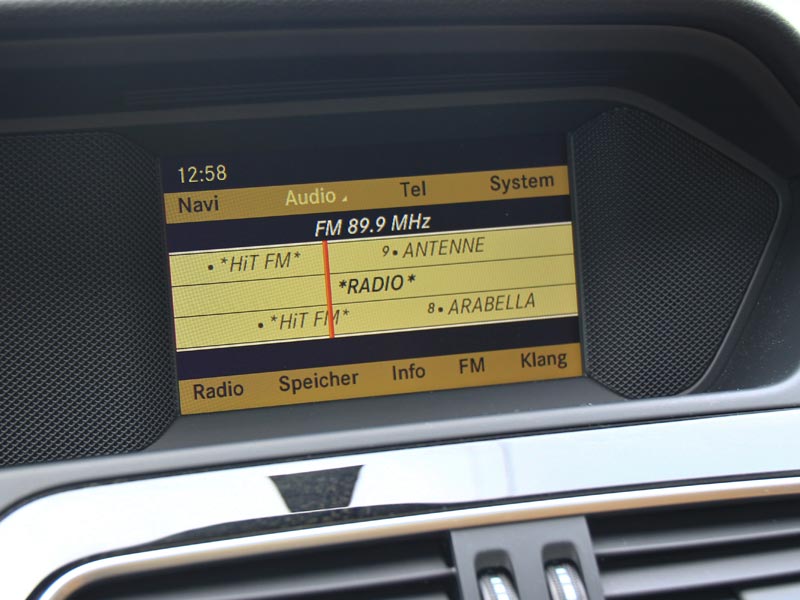 12:58
Navi Audio Tel System
FM 89.9 MHz
• *HiT FM* 9• ANTENNE
*RADIO*
• *HiT FM* 8• ARABELLA
Radio Speicher Info FM Klang